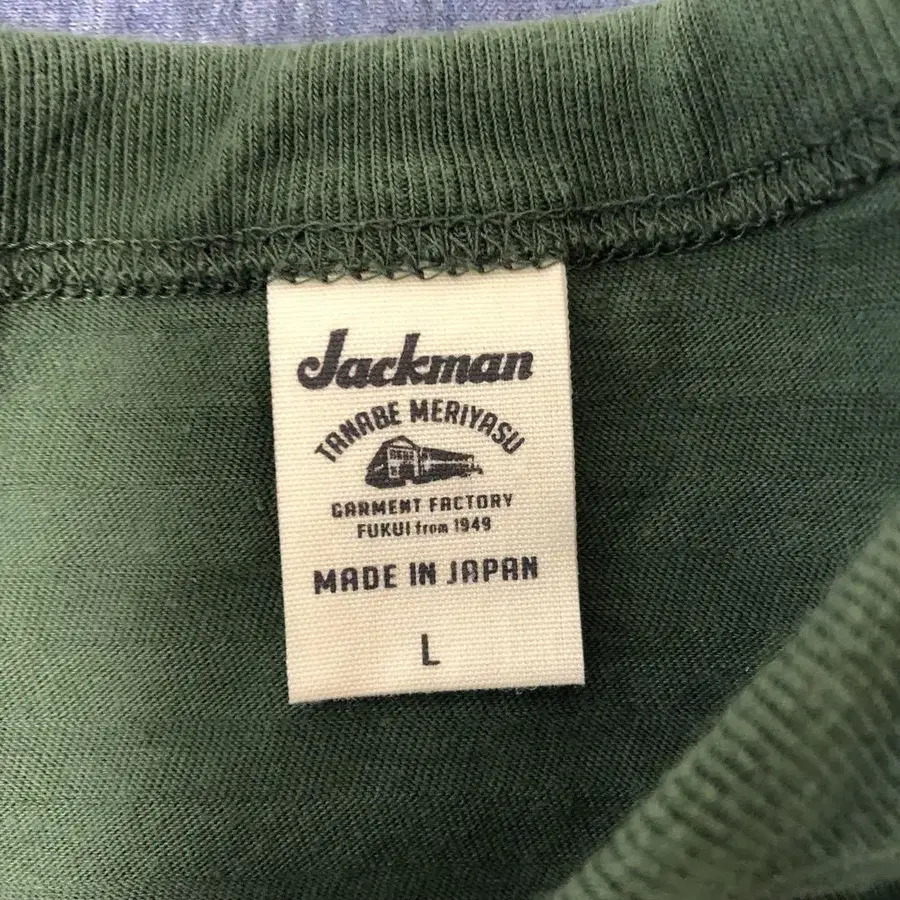 Jackman
TANABE MERIYASU
GARMENT FACTORY
FUKUI from 1949
MADE IN JAPAN
L